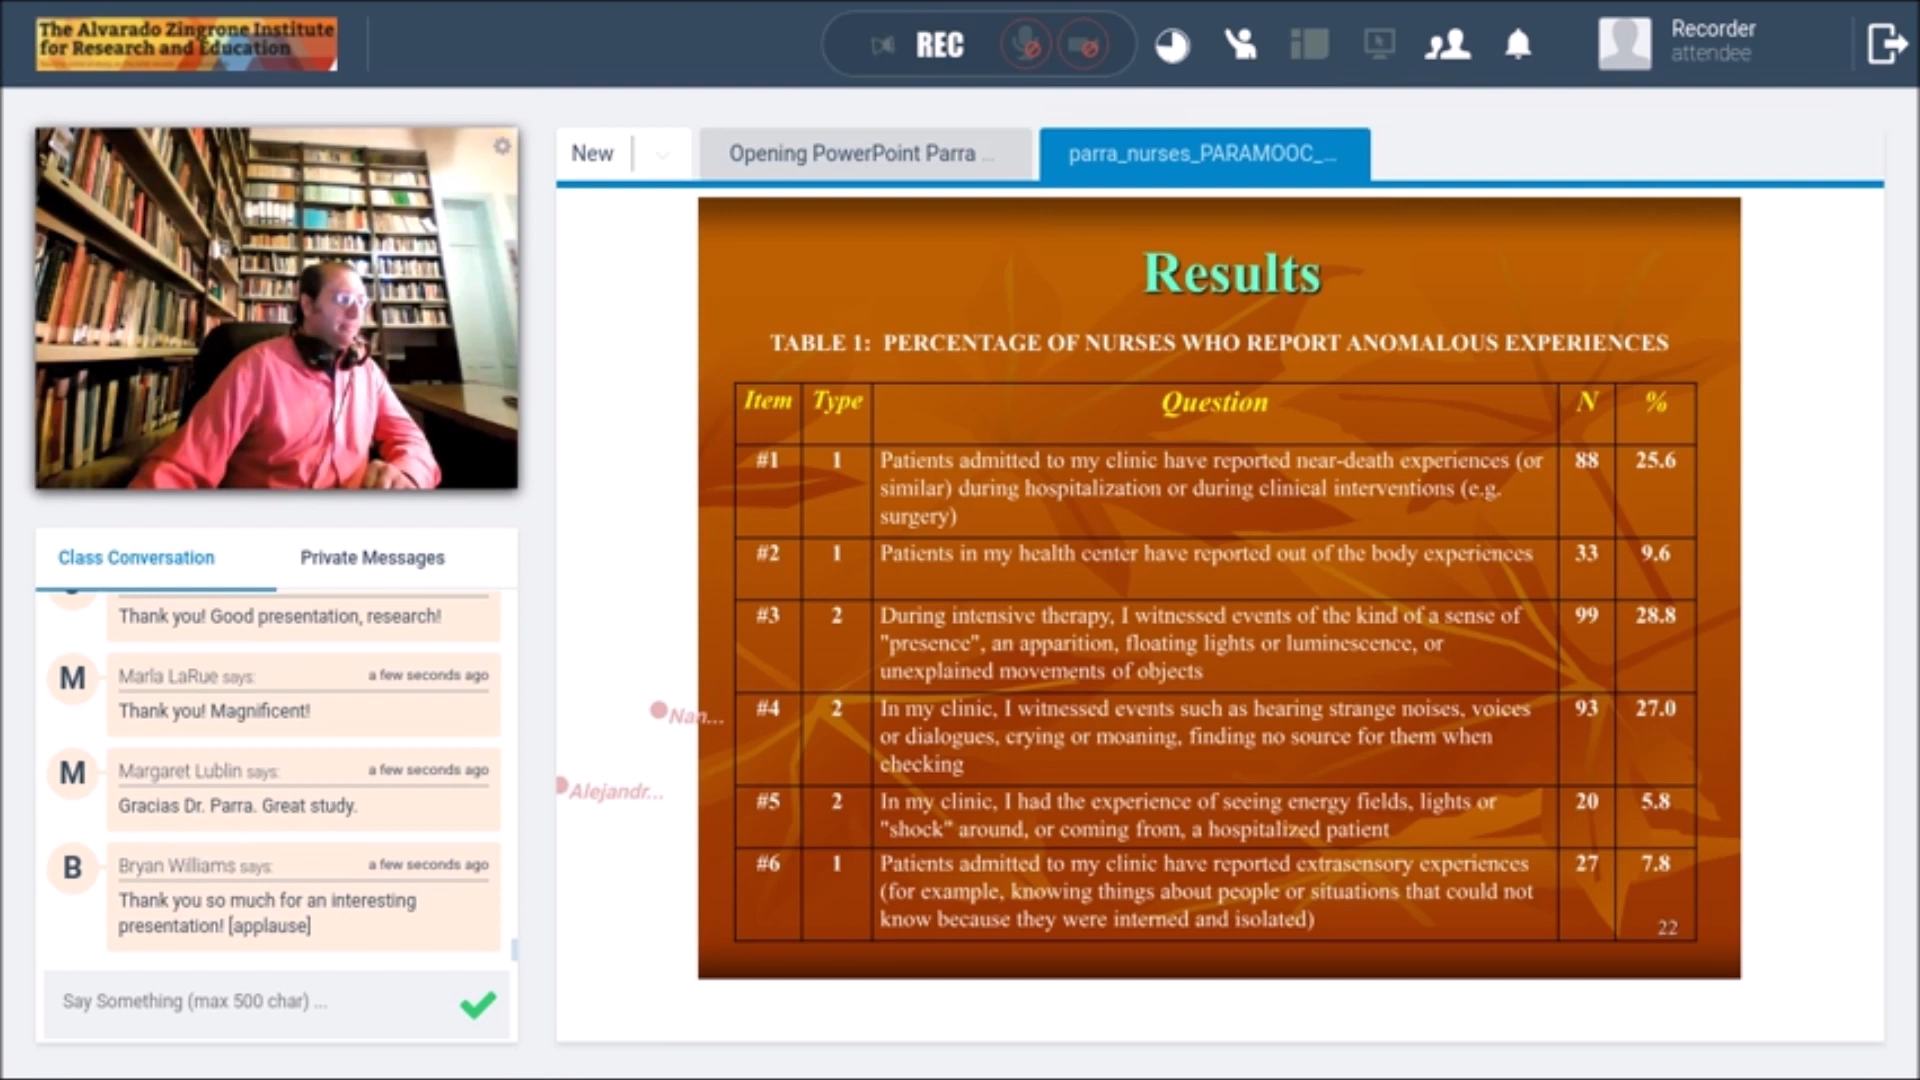 The Alvarado Zingrone Institute
for Research and Education
REC
Recorder
attendee
New
Opening PowerPoint Parra ...
parra_nurses_PARAMOOC_...
Class Conversation
Private Messages
Thank you! Good presentation, research!
M
Marla LaRue says:
a few seconds ago
Thank you! Magnificent!
M
Margaret Lublin says:
a few seconds ago
Gracias Dr. Parra. Great study.
B
Bryan Williams says:
a few seconds ago
Thank you so much for an interesting
presentation! [applause]
Say Something (max 500 char) ...
Nan...
Alejandr...
Results
TABLE 1: PERCENTAGE OF NURSES WHO REPORT ANOMALOUS EXPERIENCES
Item Type Question N %
#1 1 Patients admitted to my clinic have reported near-death experiences (or 88 25.6
similar) during hospitalization or during clinical interventions (e.g.
surgery)
#2 1 Patients in my health center have reported out of the body experiences 33 9.6
#3 2 During intensive therapy, I witnessed events of the kind of a sense of 99 28.8
"presence", an apparition, floating lights or luminescence, or
unexplained movements of objects
#4 2 In my clinic, I witnessed events such as hearing strange noises, voices 93 27.0
or dialogues, crying or moaning, finding no source for them when
checking
#5 2 In my clinic, I had the experience of seeing energy fields, lights or 20 5.8
"shock" around, or coming from, a hospitalized patient
#6 1 Patients admitted to my clinic have reported extrasensory experiences 27 7.8
(for example, knowing things about people or situations that could not
know because they were interned and isolated)
22